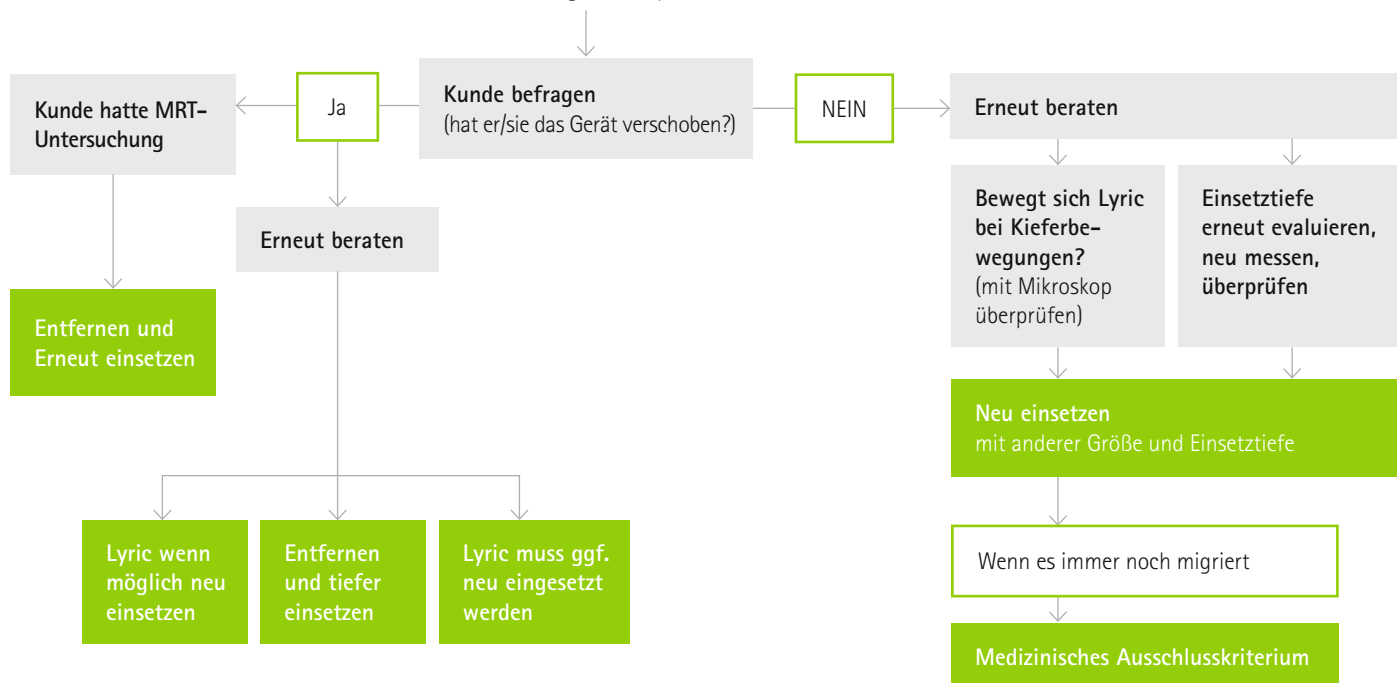 Kunde befragen
(hat er/sie das Gerät verschoben?)
Ja
NEIN
Kunde hatte MRT-
Untersuchung
Entfernen und
Erneut einsetzen
Erneut beraten
Lyric wenn
möglich neu
einsetzen
Entfernen
und tiefer
einsetzen
Lyric muss ggf.
neu eingesetzt
werden
Erneut beraten
Bewegt sich Lyric
bei Kieferbe-
wegungen?
(mit Mikroskop
überprüfen)
Einsetztiefe
erneut evaluieren,
neu messen,
überprüfen
Neu einsetzen
mit anderer Größe und Einsetztiefe
Wenn es immer noch migriert
Medizinisches Ausschlusskriterium